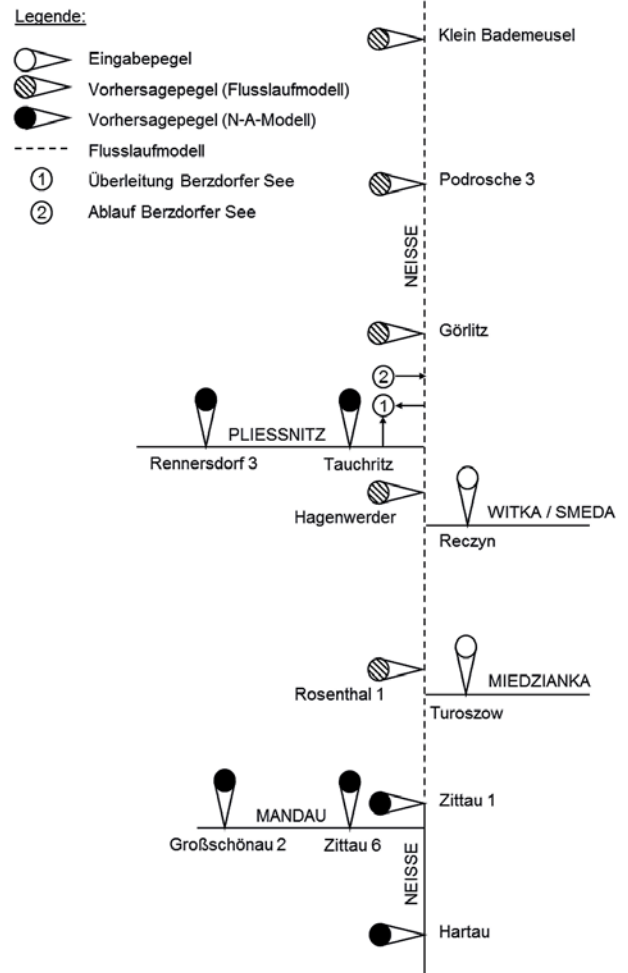 Legende:
Eingabepegel
Vorhersagepegel (Flusslaufmodell)
Vorhersagepegel (N-A-Modell)
Flusslaufmodell
1 Überleitung Berzdorfer See
2 Ablauf Berzdorfer See
Klein Bademeusel
Podrosche 3
NEISSE
Görlitz
2
1
PLIESSNITZ
Rennersdorf 3
Tauchritz
Hagenwerder
WITKA / SMEDA
Reczyn
Rosenthal 1
MIEDZIANKA
Turoszow
Zittau 1
MANDAU
Großschönau 2
Zittau 6
NEISSE
Hartau